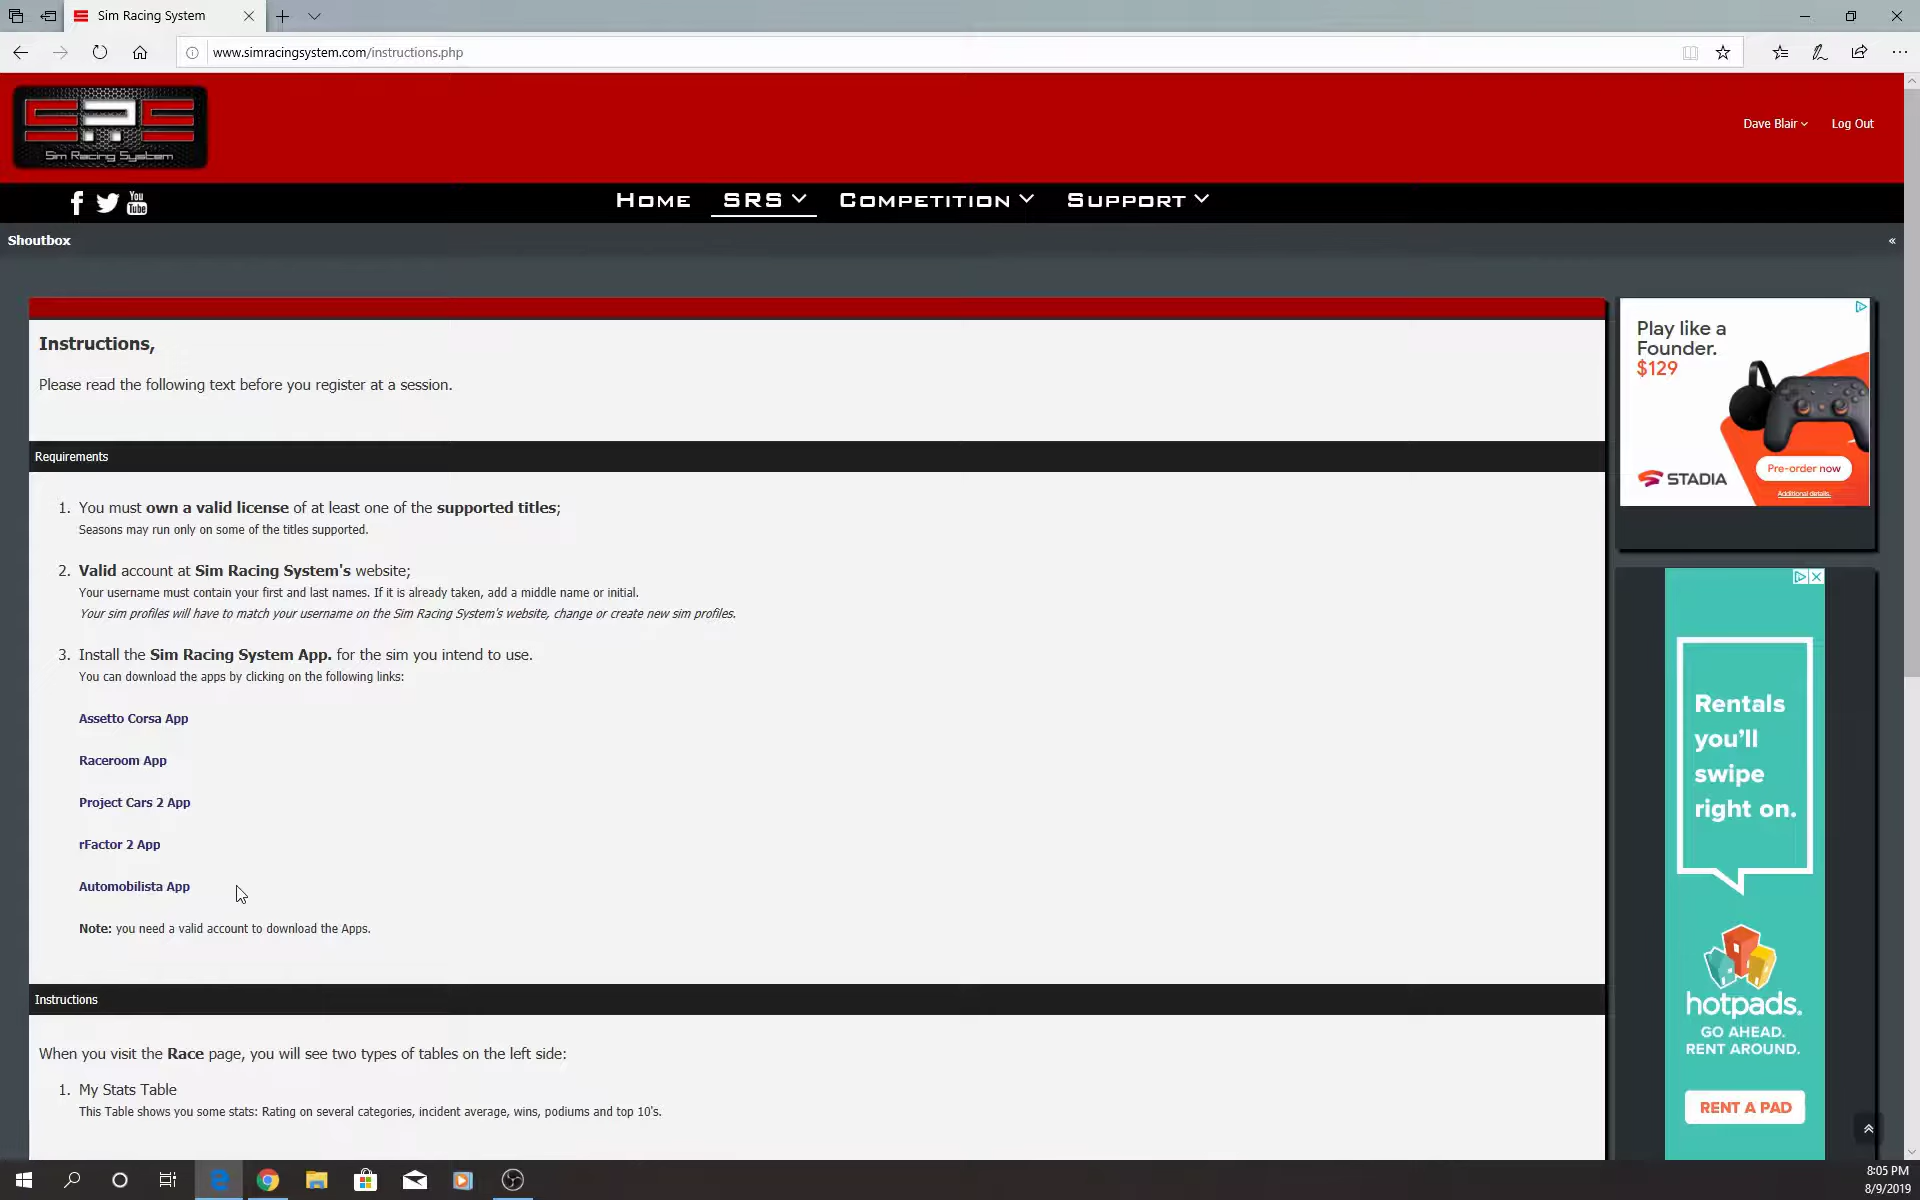 Sim Racing System
www.simracingsystem.com/instructions.php
SRS
Sim Racing System
Dave Blair
Log Out
You
Tube
Home
SRS
Competition
Support
Shoutbox
«
Instructions,
Please read the following text before you register at a session.
Requirements
1. You must own a valid license of at least one of the supported titles;
Seasons may run only on some of the titles supported.
2. Valid account at Sim Racing System's website;
Your username must contain your first and last names. If it is already taken, add a middle name or initial.
Your sim profiles will have to match your username on the Sim Racing System's website, change or create new sim profiles.
3. Install the Sim Racing System App. for the sim you intend to use.
You can download the apps by clicking on the following links:
Assetto Corsa App
Raceroom App
Project Cars 2 App
rFactor 2 App
Automobilista App
Note: you need a valid account to download the Apps.
Instructions
When you visit the Race page, you will see two types of tables on the left side:
1. My Stats Table
This Table shows you some stats: Rating on several categories, incident average, wins, podiums and top 10's.
Play like a
Founder.
$129
Pre-order now
STADIA
Additional details.
Rentals
you'll
swipe
right on.
hotpads.
GO AHEAD.
RENT AROUND.
RENT A PAD
8:05 PM
8/9/2019